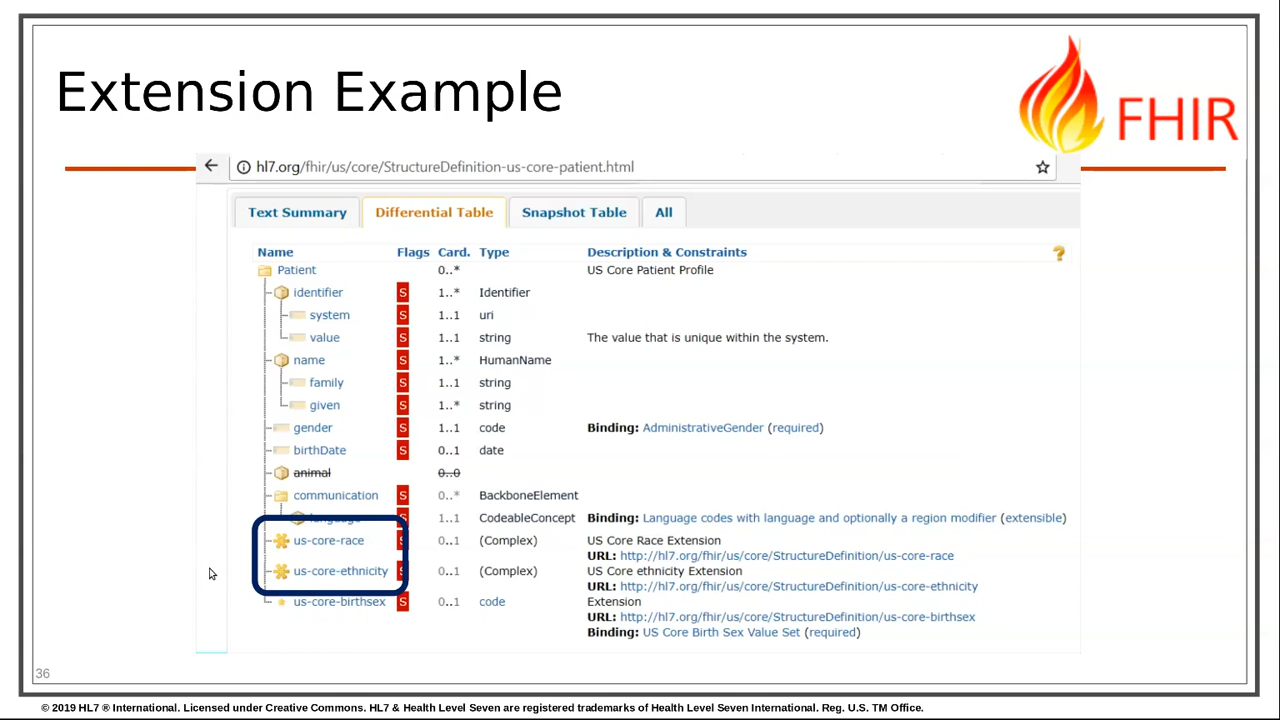 Extension Example
FHIR
hl7.org/fhir/us/core/StructureDefinition-us-core-patient.html
Text Summary Differential Table Snapshot Table All
Name Flags Card. Type Description & Constraints ?
Patient 0..* US Core Patient Profile
identifier S 1..* Identifier
system S 1..1 uri
value S 1..1 string The value that is unique within the system.
name S 1..* HumanName
family S 1..1 string
given S 1..* string
gender S 1..1 code Binding: AdministrativeGender (required)
birthDate S 0..1 date
animal 0..0
communication S 0..* BackboneElement
language S 1..1 CodeableConcept Binding: Language codes with language and optionally a region modifier (extensible)
us-core-race S 0..1 (Complex) US Core Race Extension
URL: http://hl7.org/fhir/us/core/StructureDefinition/us-core-race
us-core-ethnicity S 0..1 (Complex) US Core ethnicity Extension
URL: http://hl7.org/fhir/us/core/StructureDefinition/us-core-ethnicity
us-core-birthsex S 0..1 code Extension
URL: http://hl7.org/fhir/us/core/StructureDefinition/us-core-birthsex
Binding: US Core Birth Sex Value Set (required)
36
© 2019 HL7 ® International. Licensed under Creative Commons. HL7 & Health Level Seven are registered trademarks of Health Level Seven International. Reg. U.S. TM Office.